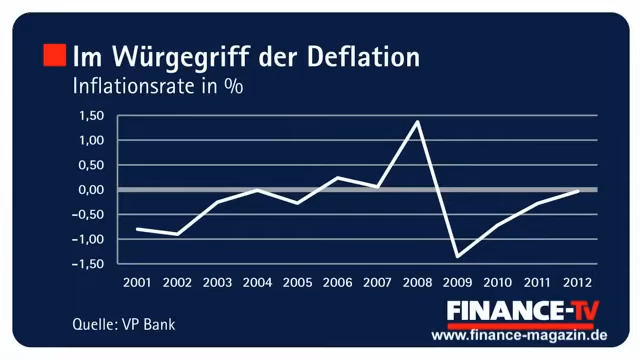 Im Würgegriff der Deflation
Inflationsrate in %
1,50
1,00
0,50
0,00
−0,50
−1,00
−1,50
2001 2002 2003 2004 2005 2006 2007 2008 2009 2010 2011 2012
FINANCE-TV
Quelle: VP Bank
www.finance-magazin.de